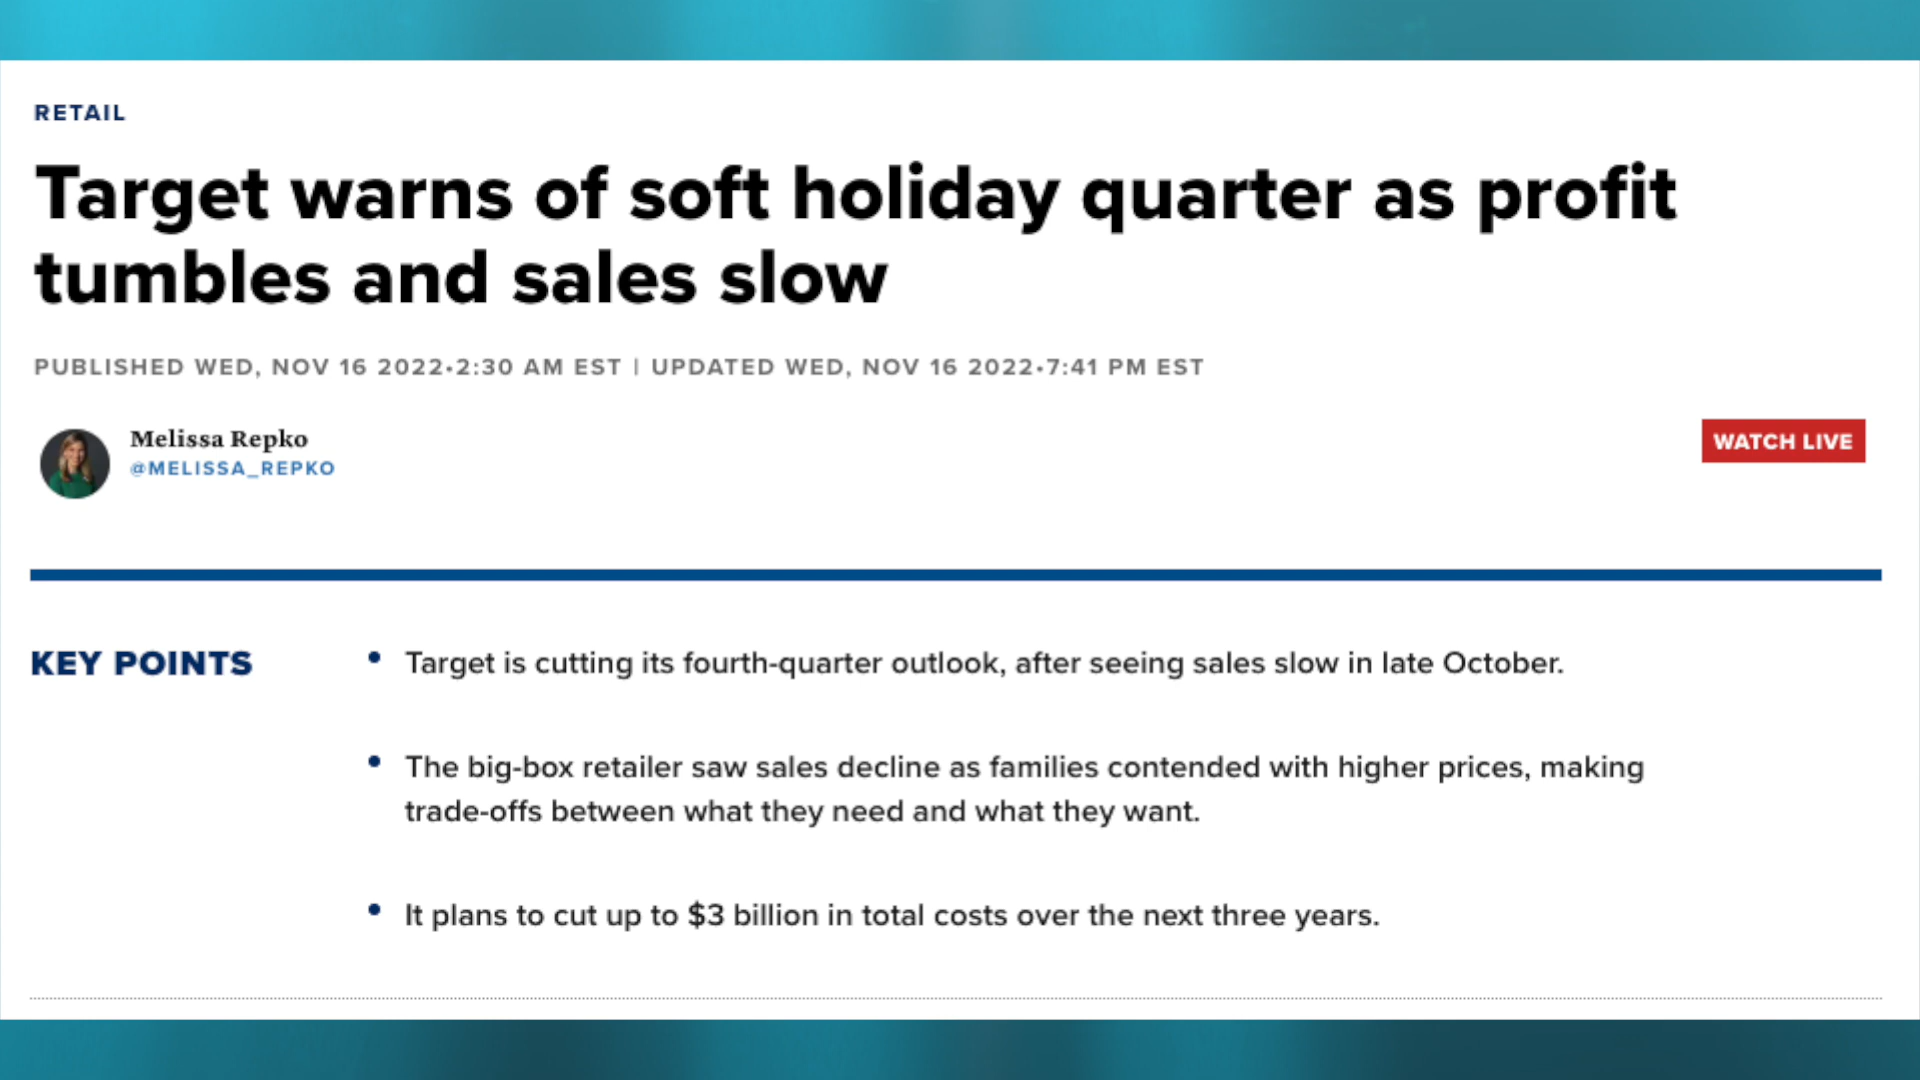 RETAIL
Target warns of soft holiday quarter as profit
tumbles and sales slow
PUBLISHED WED, NOV 16 2022•2:30 AM EST | UPDATED WED, NOV 16 2022•7:41 PM EST
Melissa Repko
@MELISSA_REPKO
WATCH LIVE
KEY POINTS
• Target is cutting its fourth-quarter outlook, after seeing sales slow in late October.
• The big-box retailer saw sales decline as families contended with higher prices, making
trade-offs between what they need and what they want.
• It plans to cut up to $3 billion in total costs over the next three years.